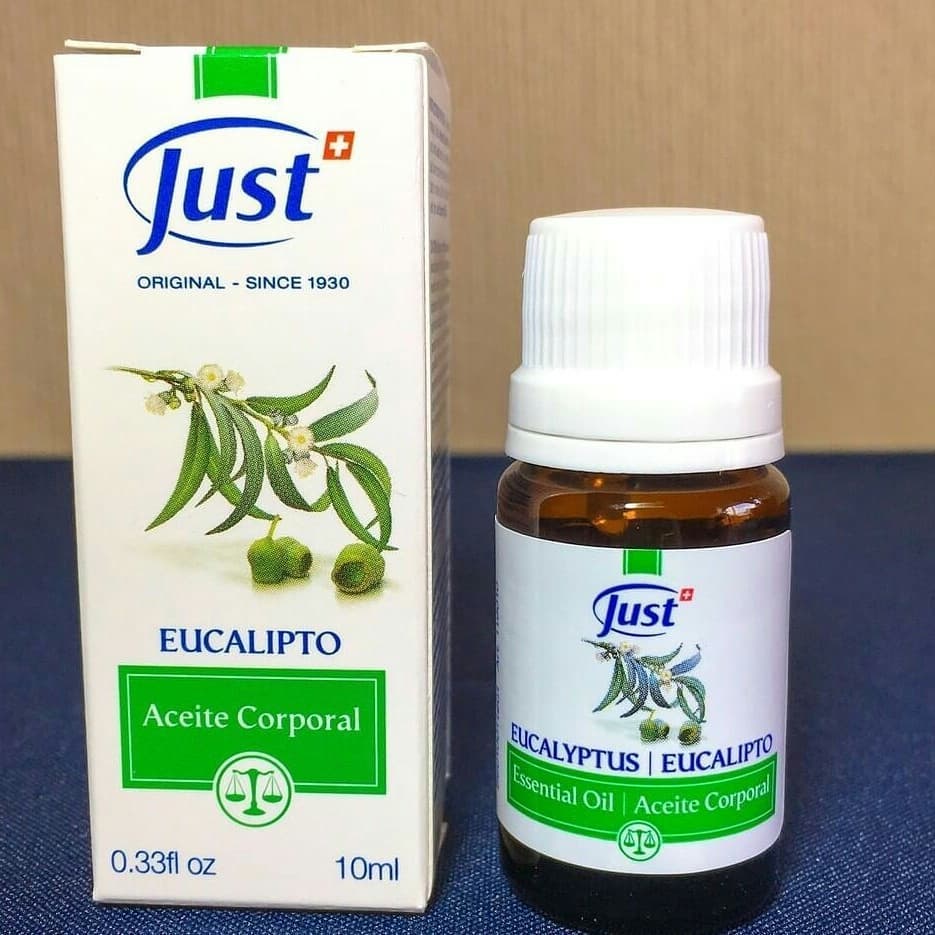 Just
ORIGINAL - SINCE 1930
EUCALIPTO
Aceite Corporal
0.33fl oz 10ml
Just
EUCALYPTUS | EUCALIPTO
Essential Oil | Aceite Corporal